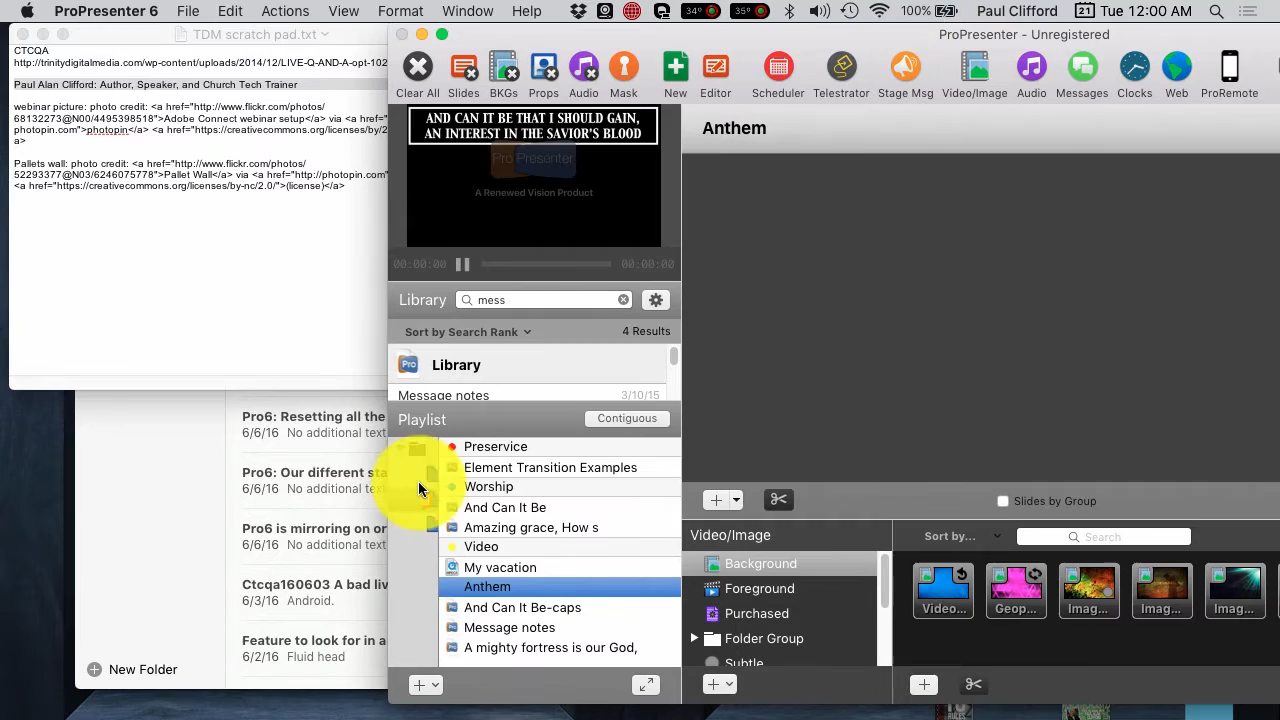 ProPresenter 6 File Edit Actions View Format Window Help 34° 35° 100% Paul Clifford 21 Tue 12:00 AM
TDM scratch pad.txt
CTCQA
http://trinitydigitalmedia.com/wp-content/uploads/2014/12/LIVE-Q-AND-A-opt-102
Paul Alan Clifford: Author, Speaker, and Church Tech Trainer
webinar picture: photo credit: <a href="http://www.flickr.com/photos/
68132273@N00/4495398518">Adobe Connect webinar setup</a> via <a
photopin.com">photopin</a> <a href="https://creativecommons.org/licenses/by/2
a>
Pallets wall: photo credit: <a href="http://www.flickr.com/photos/
52293377@N03/6246075778">Pallet Wall</a> via <a href="http://photopin.com
<a href="https://creativecommons.org/licenses/by-nc/2.0/">(license)</a>
Pro6: Resetting all the
6/6/16 No additional text
Pro6: Our different sta
6/6/16 No additional tex
Pro6 is mirroring on or
6/6/16 No additional text
Ctcqa160603 A bad liv
6/3/16 Android.
Feature to look for in a
6/2/16 Fluid head
New Folder
ProPresenter - Unregistered
Clear All Slides BKGs Props Audio Mask New Editor Scheduler Telestrator Stage Msg Video/Image Audio Messages Clocks Web ProRemote
AND CAN IT BE THAT I SHOULD GAIN,
AN INTEREST IN THE SAVIOR'S BLOOD
Pro Presenter
A Renewed Vision Product
00:00:00 00:00:00
Library mess
Sort by Search Rank 4 Results
Pro Library
Message notes 3/10/15
Playlist Contiguous
Preservice
Element Transition Examples
Worship
And Can It Be
Amazing grace, How s
Video
My vacation
Anthem
And Can It Be-caps
Message notes
A mighty fortress is our God,
Anthem
Slides by Group
Video/Image
Background
Foreground
Purchased
Folder Group
Subtle
Sort by... Search
Video... Geop... Imag... Imag... Imag...